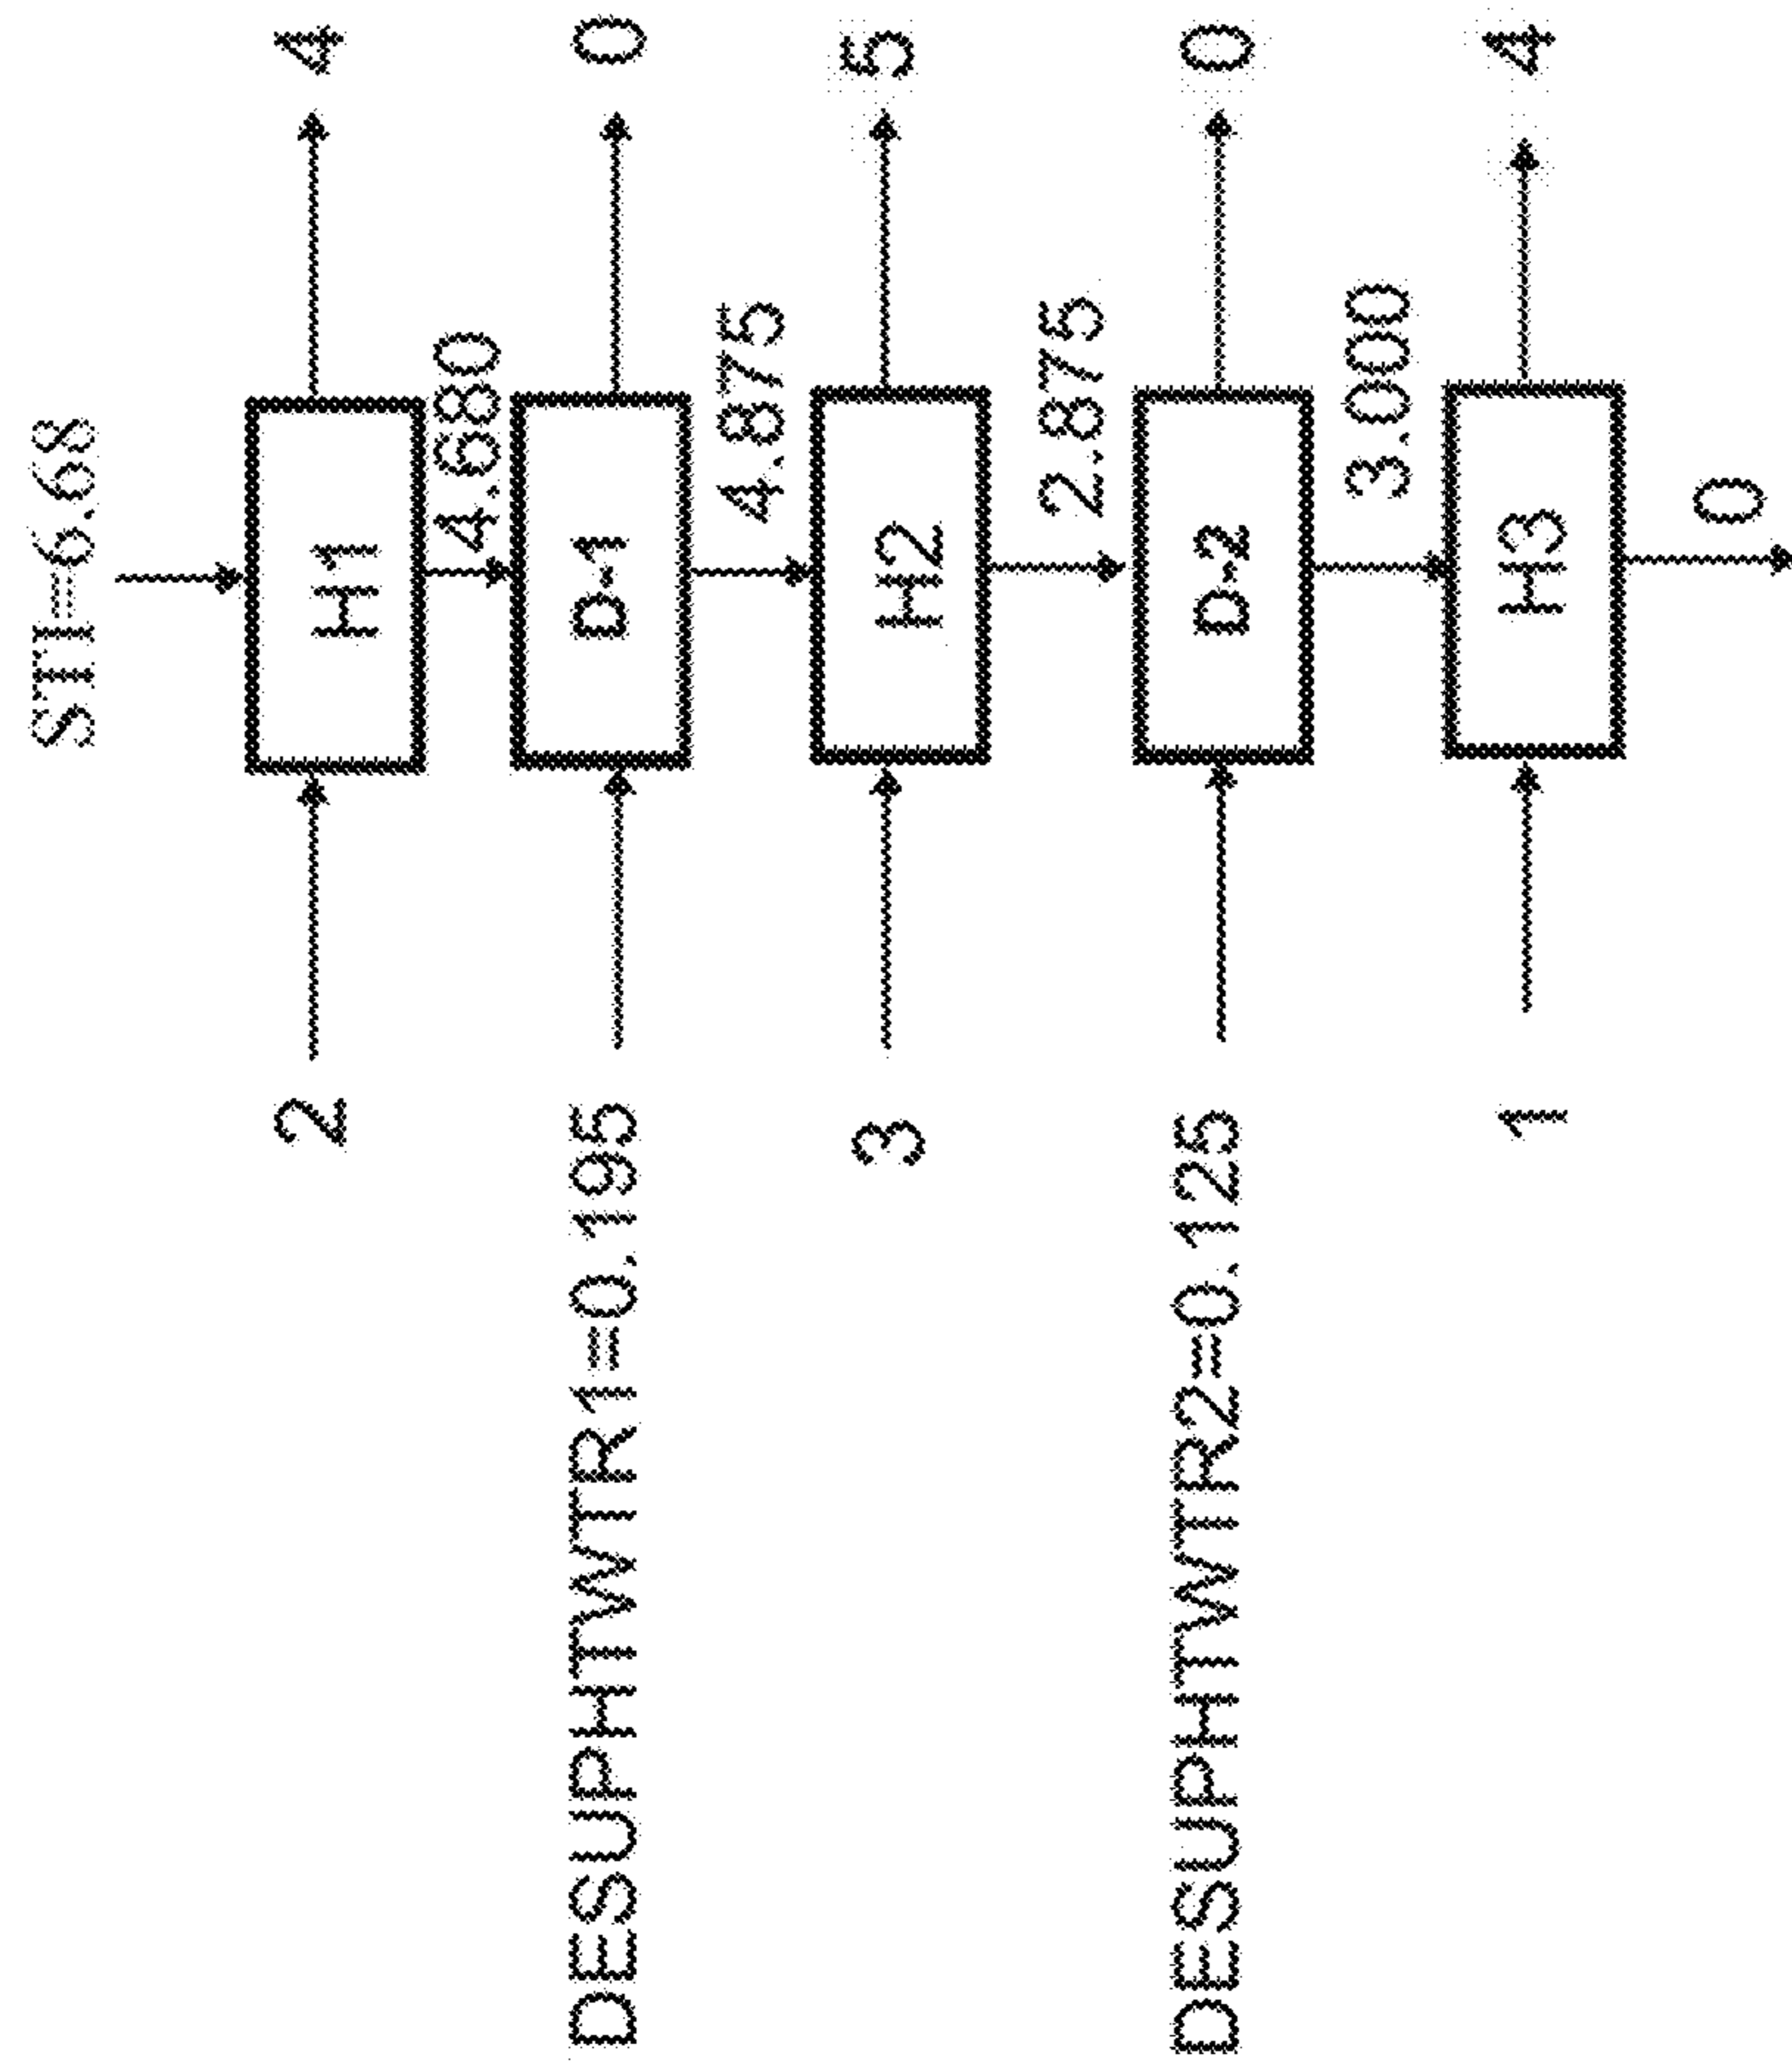 STI=6.68
2 H1 4
4.680
DESUPHTWTR1=0.195 D-1 0
4.875
3 H2 5
2.875
DESUPHTWTR2=0.125 D-2 0
3.000
1 H3 4
0